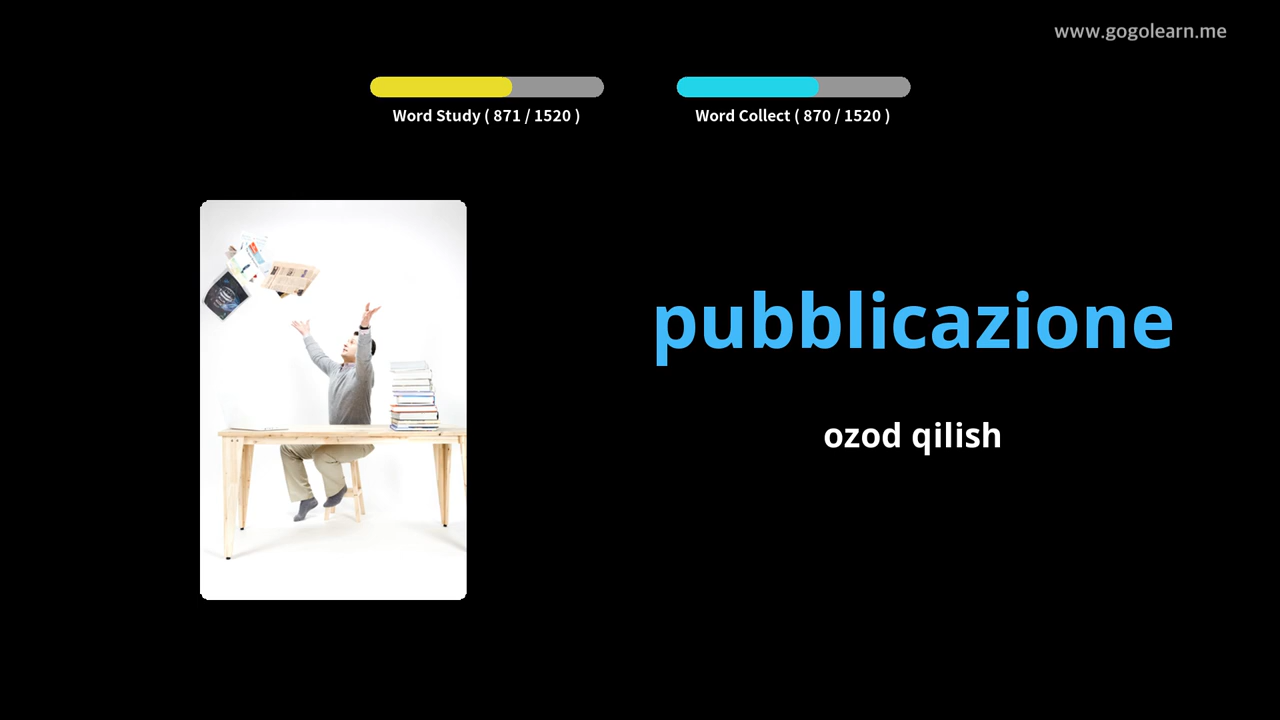 www.gogolearn.me
Word Study ( 871 / 1520 )
Word Collect ( 870 / 1520 )
pubblicazione
ozod qilish